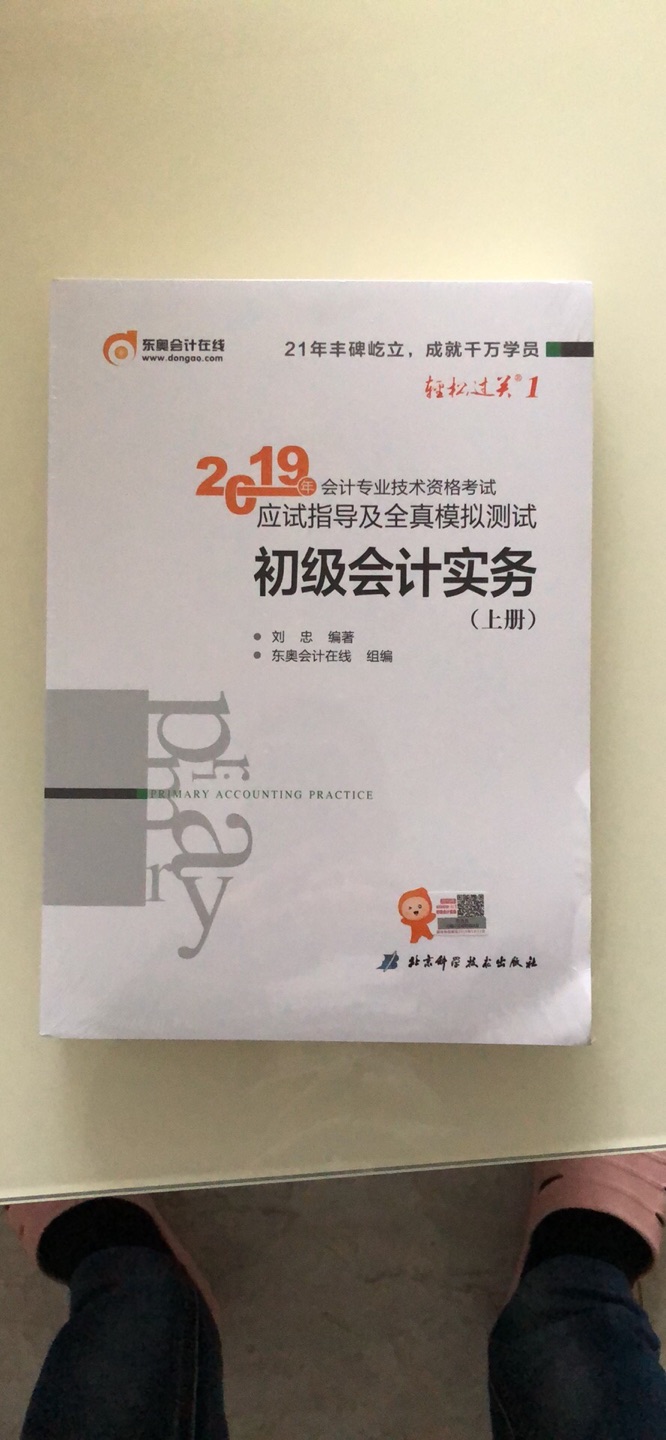 东奥会计在线
www.dongao.com
21年丰碑屹立，成就千万学员
轻松过关® 1
2019年 会计专业技术资格考试
应试指导及全真模拟测试
初级会计实务
（上册）
● 刘 忠 编著
● 东奥会计在线 组编
primary
PRIMARY ACCOUNTING PRACTICE
北京科学技术出版社